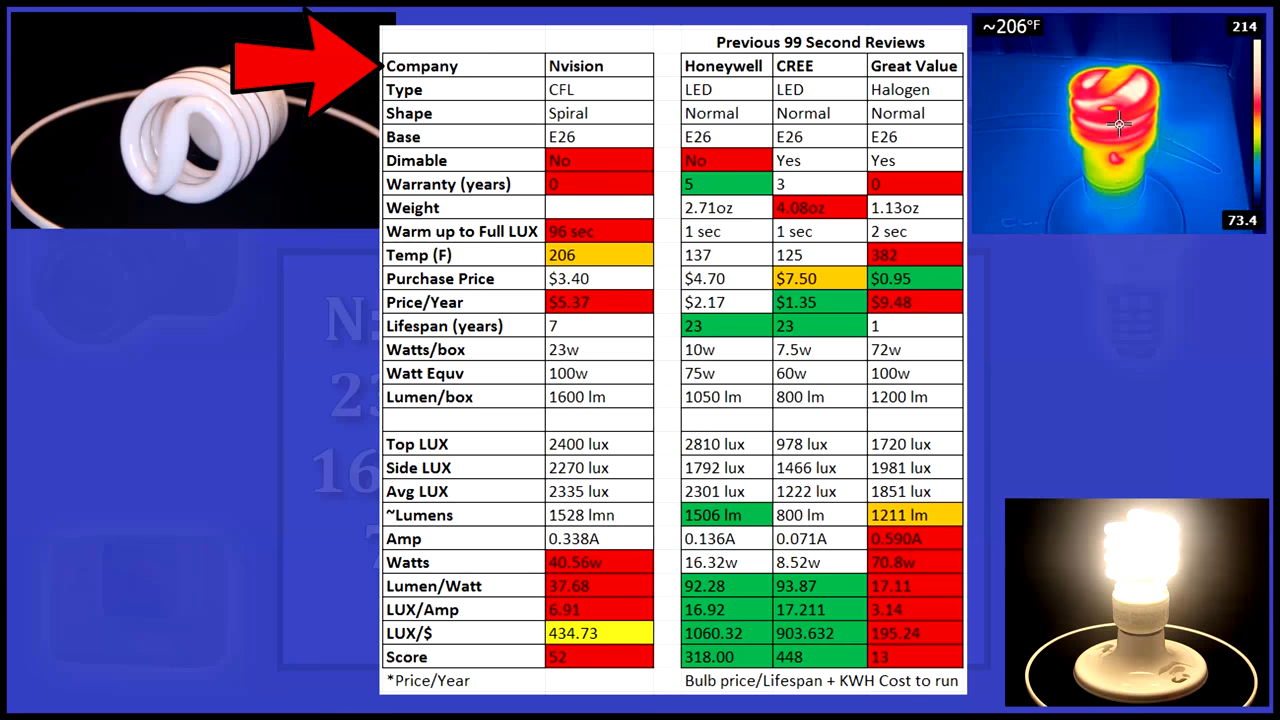 Previous 99 Second Reviews
Company Nvision Honeywell CREE Great Value
Type CFL LED LED Halogen
Shape Spiral Normal Normal Normal
Base E26 E26 E26 E26
Dimable No No Yes Yes
Warranty (years) 0 5 3 0
Weight 2.71oz 4.08oz 1.13oz
Warm up to Full LUX 96 sec 1 sec 1 sec 2 sec
Temp (F) 206 137 125 382
Purchase Price $3.40 $4.70 $7.50 $0.95
Price/Year $5.37 $2.17 $1.35 $9.48
Lifespan (years) 7 23 23 1
Watts/box 23w 10w 7.5w 72w
Watt Equv 100w 75w 60w 100w
Lumen/box 1600 lm 1050 lm 800 lm 1200 lm
Top LUX 2400 lux 2810 lux 978 lux 1720 lux
Side LUX 2270 lux 1792 lux 1466 lux 1981 lux
Avg LUX 2335 lux 2301 lux 1222 lux 1851 lux
~Lumens 1528 lmn 1506 lm 800 lm 1211 lm
Amp 0.338A 0.136A 0.071A 0.590A
Watts 40.56w 16.32w 8.52w 70.8w
Lumen/Watt 37.68 92.28 93.87 17.11
LUX/Amp 6.91 16.92 17.211 3.14
LUX/$ 434.73 1060.32 903.632 195.24
Score 52 318.00 448 13
*Price/Year Bulb price/Lifespan + KWH Cost to run
~206°F 214
73.4